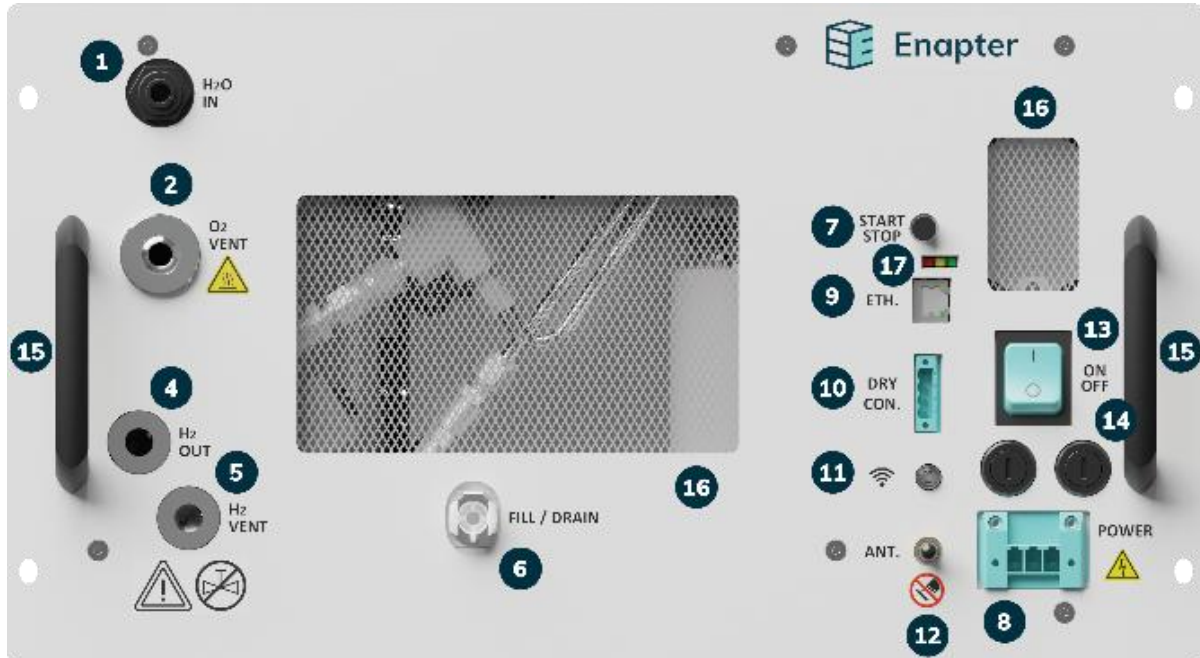 Enapter
1
H2O
IN
16
2
O2
VENT
7
START
STOP
17
9
ETH.
13
ON
OFF
15
15
4
H2
OUT
10
DRY
CON.
14
5
H2
VENT
16
11
FILL / DRAIN
6
POWER
ANT.
8
12